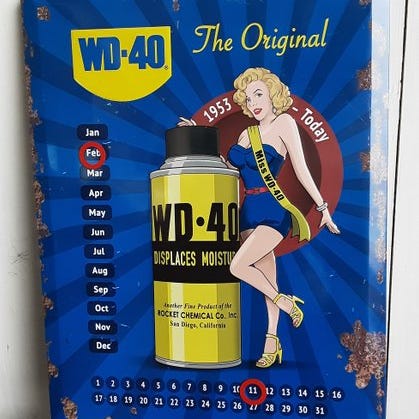 WD-40
The Original
1953 - Today
Miss WD-40
Jan
Feb
Mar
Apr
May
Jun
Jul
Aug
Sep
Oct
Nov
Dec
WD-40
DISPLACES MOISTU
Another Fine Product of the
ROCKET CHEMICAL Co. Inc.
San Diego, California
1 2 3 4 5 6 7 8 9 10 11 12 13 14 15 16
17 18 19 20 21 22 23 24 25 26 27 28 29 30 31